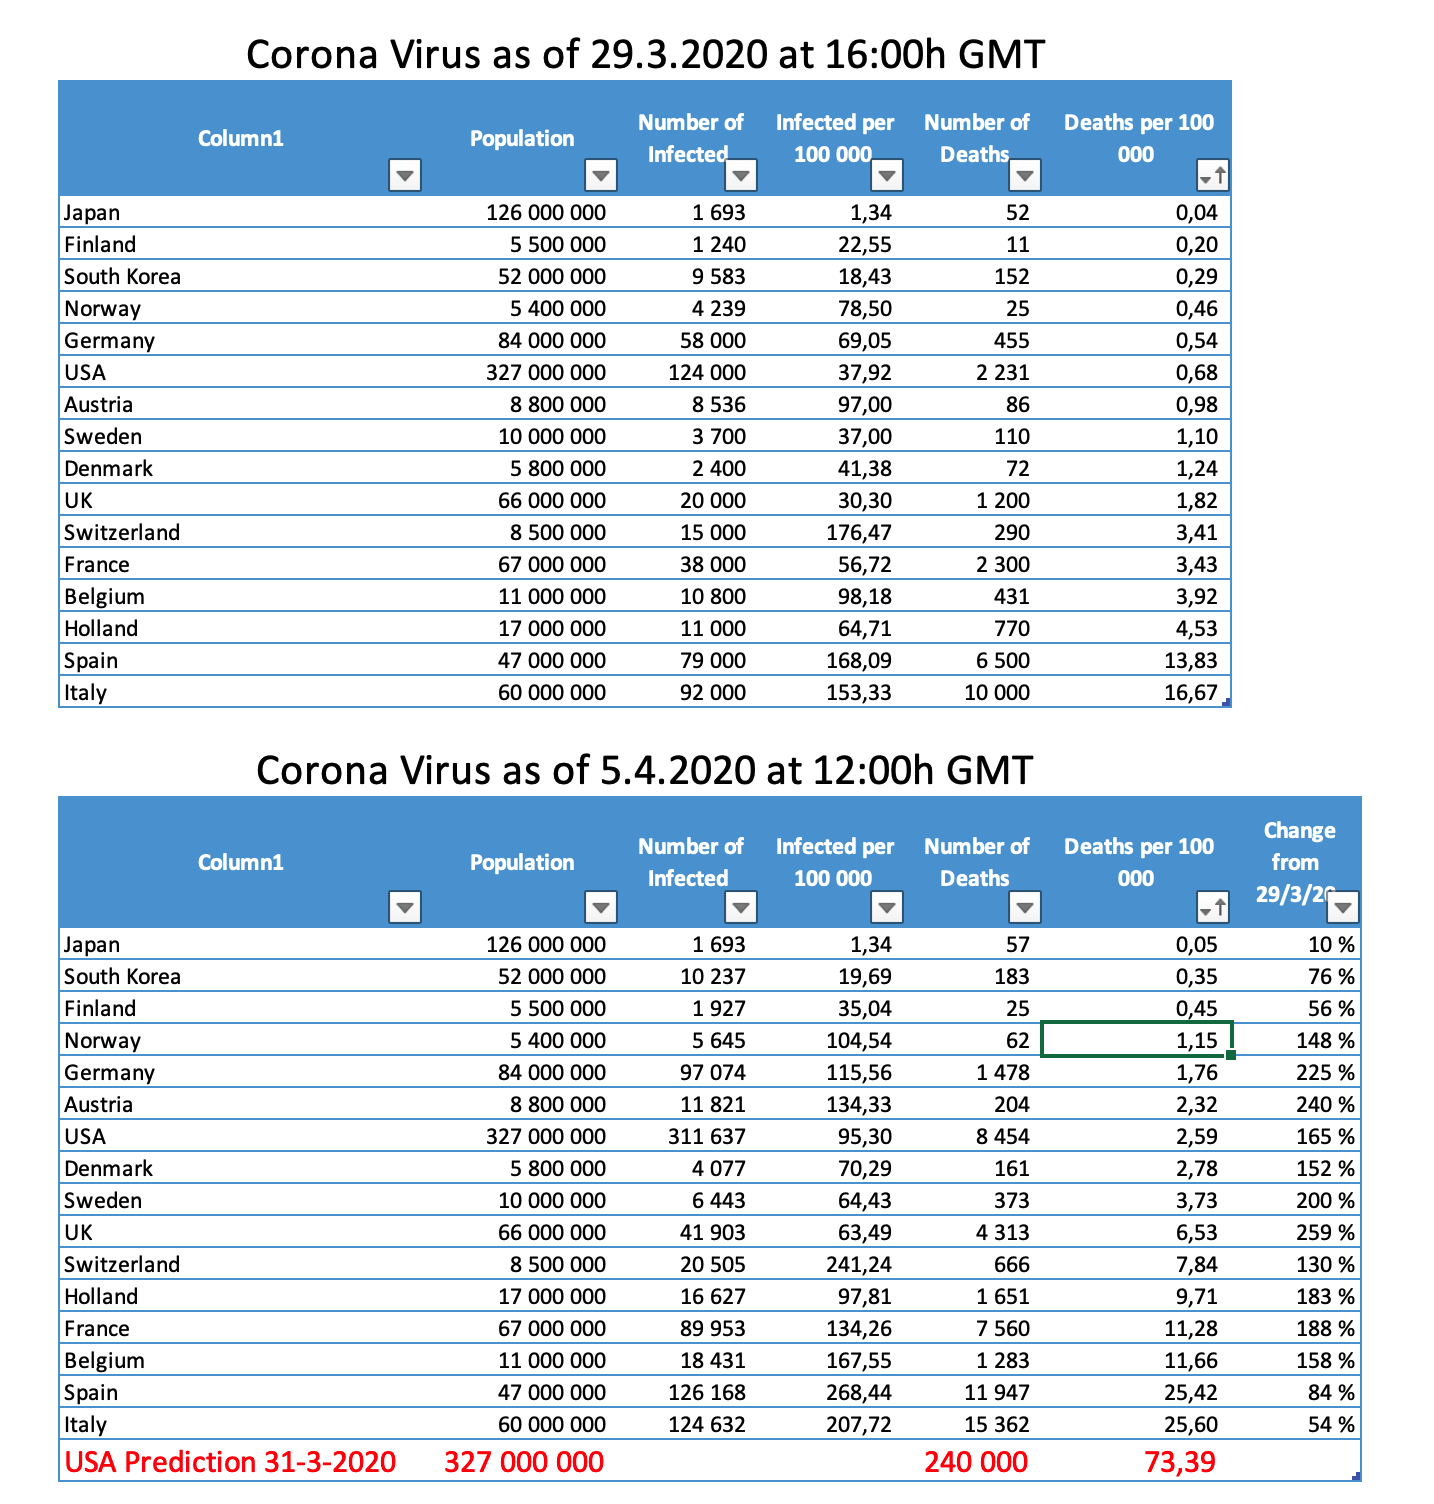 Corona Virus as of 29.3.2020 at 16:00h GMT
Column1 Population Number of Infected Infected per 100 000 Number of Deaths Deaths per 100 000
Japan 126 000 000 1 693 1,34 52 0,04
Finland 5 500 000 1 240 22,55 11 0,20
South Korea 52 000 000 9 583 18,43 152 0,29
Norway 5 400 000 4 239 78,50 25 0,46
Germany 84 000 000 58 000 69,05 455 0,54
USA 327 000 000 124 000 37,92 2 231 0,68
Austria 8 800 000 8 536 97,00 86 0,98
Sweden 10 000 000 3 700 37,00 110 1,10
Denmark 5 800 000 2 400 41,38 72 1,24
UK 66 000 000 20 000 30,30 1 200 1,82
Switzerland 8 500 000 15 000 176,47 290 3,41
France 67 000 000 38 000 56,72 2 300 3,43
Belgium 11 000 000 10 800 98,18 431 3,92
Holland 17 000 000 11 000 64,71 770 4,53
Spain 47 000 000 79 000 168,09 6 500 13,83
Italy 60 000 000 92 000 153,33 10 000 16,67
Corona Virus as of 5.4.2020 at 12:00h GMT
Column1 Population Number of Infected Infected per 100 000 Number of Deaths Deaths per 100 000 Change from 29/3/20
Japan 126 000 000 1 693 1,34 57 0,05 10 %
South Korea 52 000 000 10 237 19,69 183 0,35 76 %
Finland 5 500 000 1 927 35,04 25 0,45 56 %
Norway 5 400 000 5 645 104,54 62 1,15 148 %
Germany 84 000 000 97 074 115,56 1 478 1,76 225 %
Austria 8 800 000 11 821 134,33 204 2,32 240 %
USA 327 000 000 311 637 95,30 8 454 2,59 165 %
Denmark 5 800 000 4 077 70,29 161 2,78 152 %
Sweden 10 000 000 6 443 64,43 373 3,73 200 %
UK 66 000 000 41 903 63,49 4 313 6,53 259 %
Switzerland 8 500 000 20 505 241,24 666 7,84 130 %
Holland 17 000 000 16 627 97,81 1 651 9,71 183 %
France 67 000 000 89 953 134,26 7 560 11,28 188 %
Belgium 11 000 000 18 431 167,55 1 283 11,66 158 %
Spain 47 000 000 126 168 268,44 11 947 25,42 84 %
Italy 60 000 000 124 632 207,72 15 362 25,60 54 %
USA Prediction 31-3-2020 327 000 000 240 000 73,39